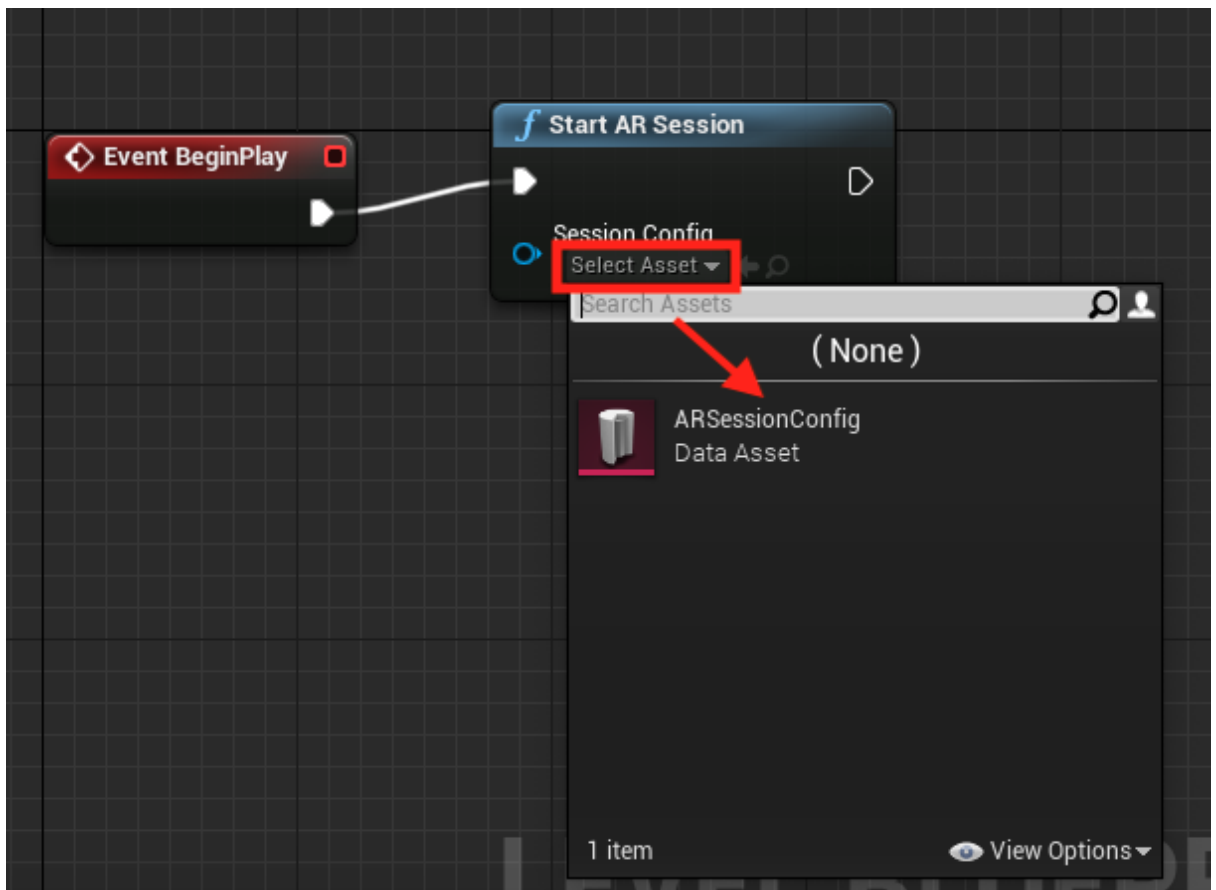 Event BeginPlay
f Start AR Session
Session Config
Select Asset
Search Assets
( None )
ARSessionConfig
Data Asset
1 item
View Options